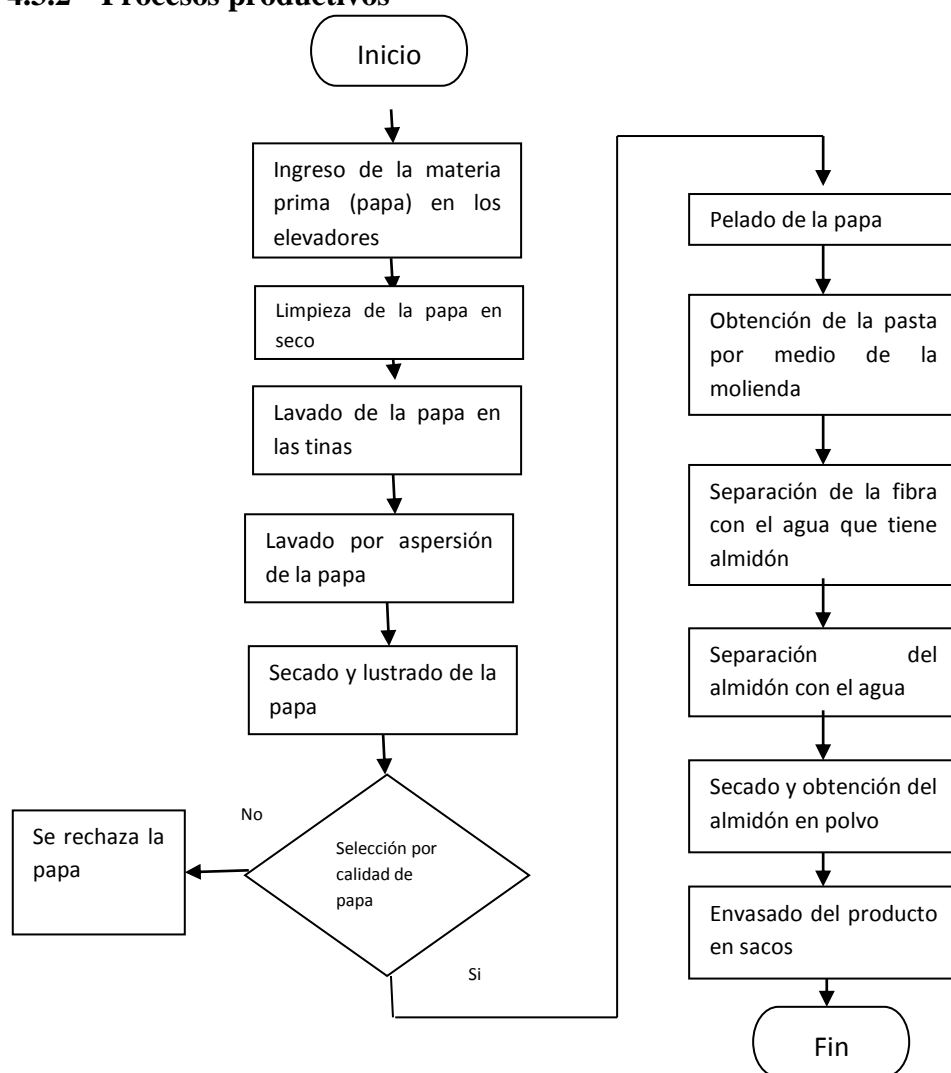 4.3.2 Procesos productivos
Inicio
Ingreso de la materia
prima (papa) en los
elevadores
Limpieza de la papa en
seco
Lavado de la papa en
las tinas
Lavado por aspersión
de la papa
Secado y lustrado de la
papa
Selección por
calidad de
papa
No
Se rechaza la
papa
Si
Pelado de la papa
Obtención de la pasta
por medio de la
molienda
Separación de la fibra
con el agua que tiene
almidón
Separación del
almidón con el agua
Secado y obtención del
almidón en polvo
Envasado del producto
en sacos
Fin